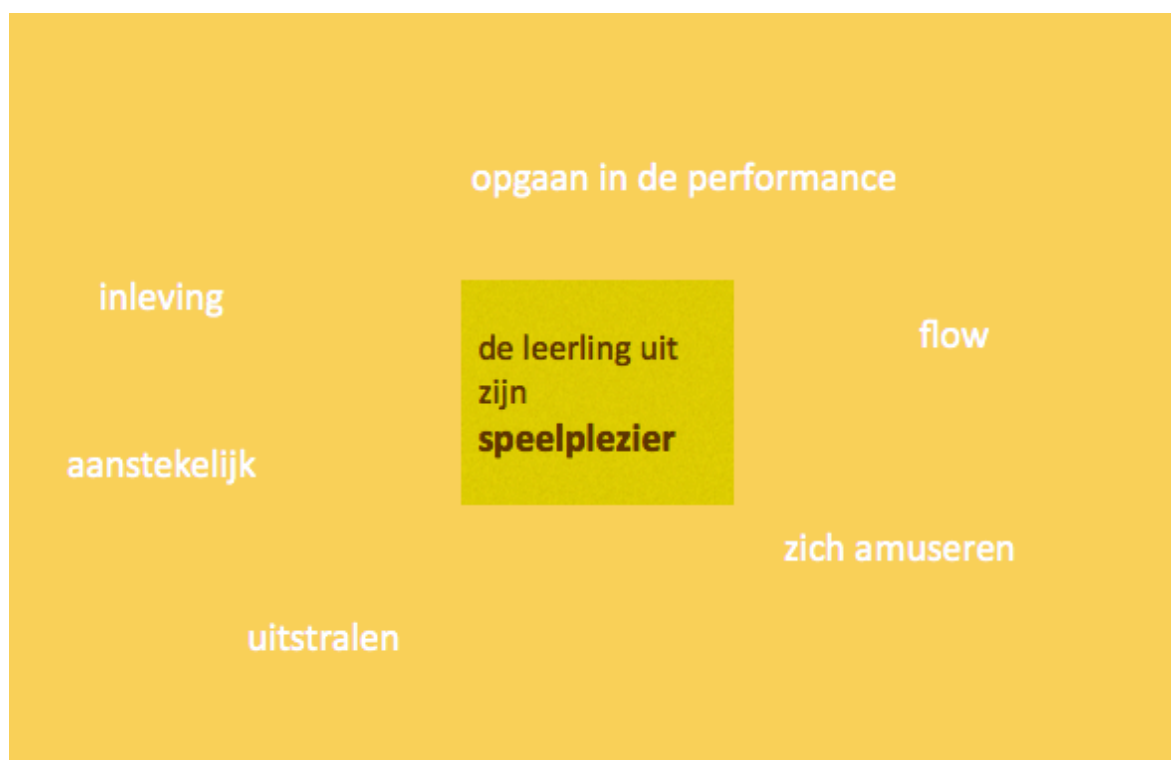 opgaan in de performance
inleving
flow
de leerling uit
zijn
speelplezier
aanstekelijk
zich amuseren
uitstralen